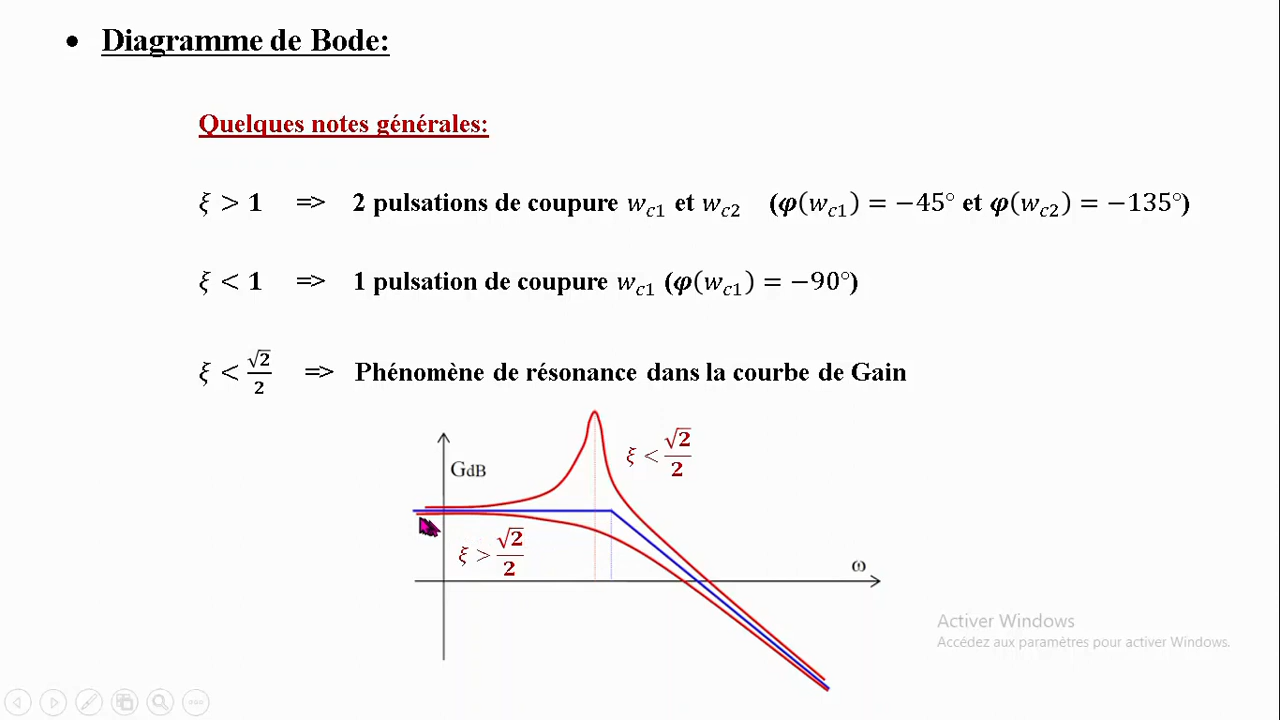 • Diagramme de Bode:
Quelques notes générales:
ξ > 1 => 2 pulsations de coupure w_c1 et w_c2 (φ(w_c1) = −45° et φ(w_c2) = −135°)
ξ < 1 => 1 pulsation de coupure w_c1 (φ(w_c1) = −90°)
ξ < √2/2 => Phénomène de résonance dans la courbe de Gain
ξ < √2/2
GdB
ξ > √2/2
ω
Activer Windows
Accédez aux paramètres pour activer Windows.